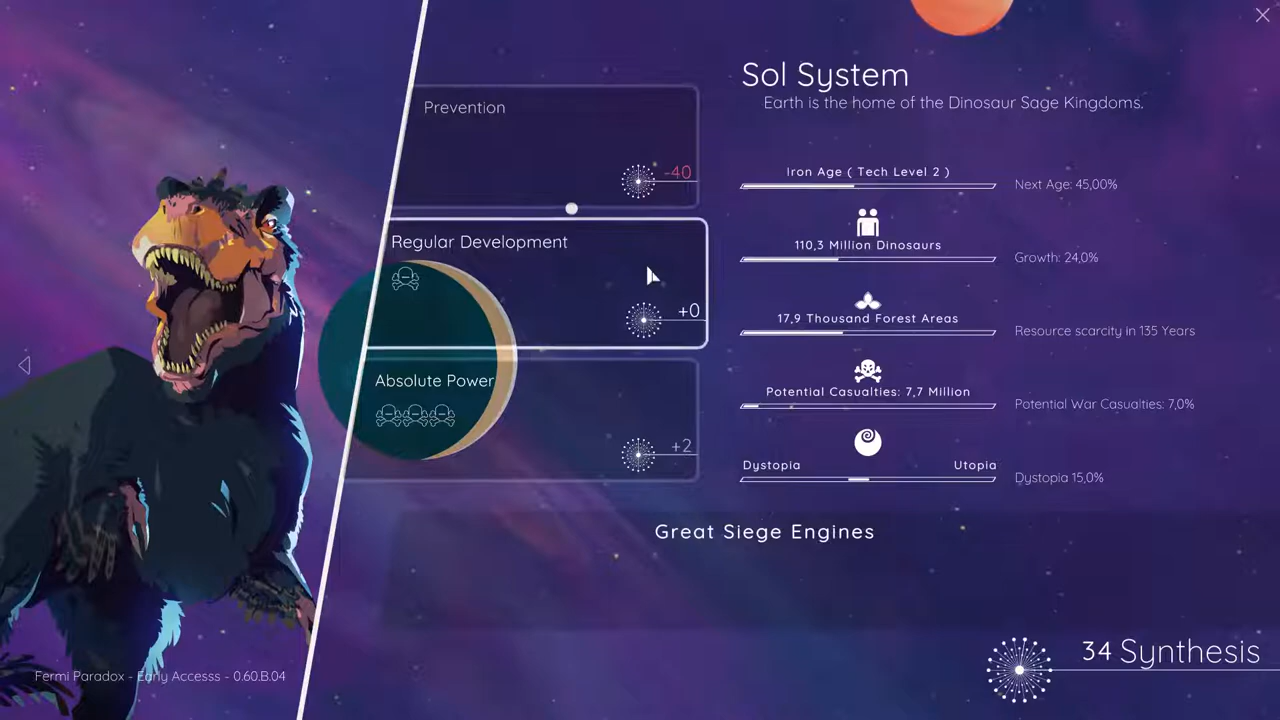 Sol System
Earth is the home of the Dinosaur Sage Kingdoms.
Prevention
-40
Regular Development
+0
Absolute Power
+2
Iron Age ( Tech Level 2 )
Next Age: 45,00%
110,3 Million Dinosaurs
Growth: 24,0%
17,9 Thousand Forest Areas
Resource scarcity in 135 Years
Potential Casualties: 7,7 Million
Potential War Casualties: 7,0%
Dystopia Utopia
Dystopia 15,0%
Great Siege Engines
34 Synthesis
Fermi Paradox - Early Accesss - 0.60.B.04